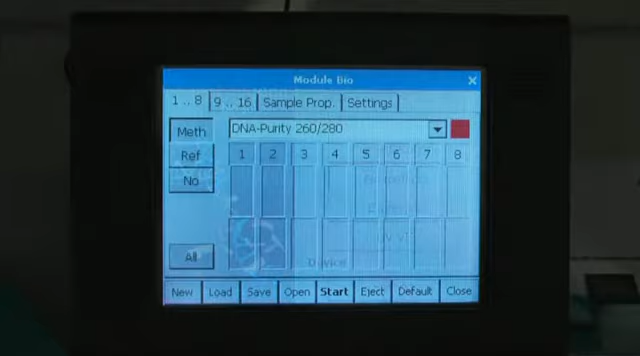 Module Bio
1 .. 8 9 .. 16 Sample Prop. Settings
Meth DNA-Purity 260/280
Ref 1 2 3 4 5 6 7 8
No
All
Device
New Load Save Open Start Eject Default Close